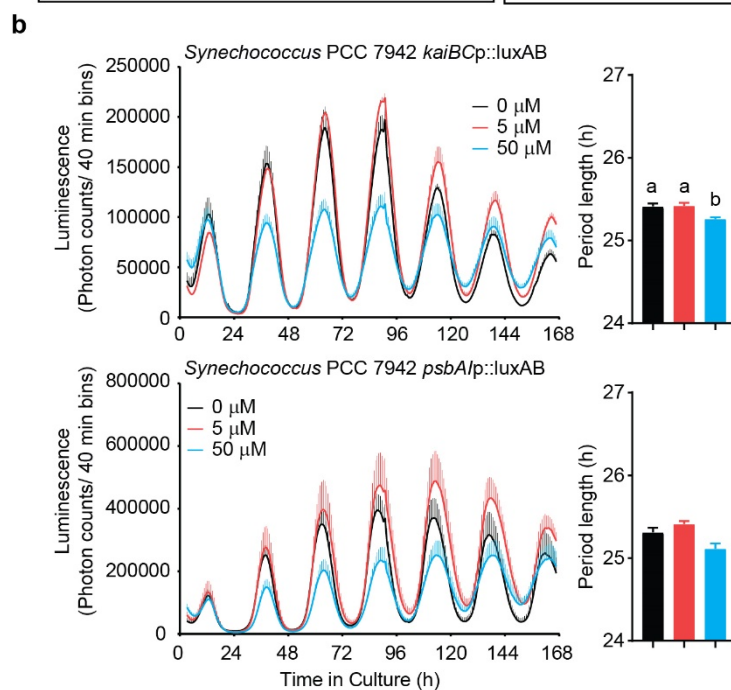 b
Synechococcus PCC 7942 kaiBCp::luxAB
Luminescence
(Photon counts/ 40 min bins)
250000
200000
150000
100000
50000
0
0 μM
5 μM
50 μM
0 24 48 72 96 120 144 168
Period length (h)
27
26
25
24
a a b
Synechococcus PCC 7942 psbAIp::luxAB
Luminescence
(Photon counts/ 40 min bins)
800000
600000
400000
200000
0
0 μM
5 μM
50 μM
0 24 48 72 96 120 144 168
Time in Culture (h)
Period length (h)
27
26
25
24